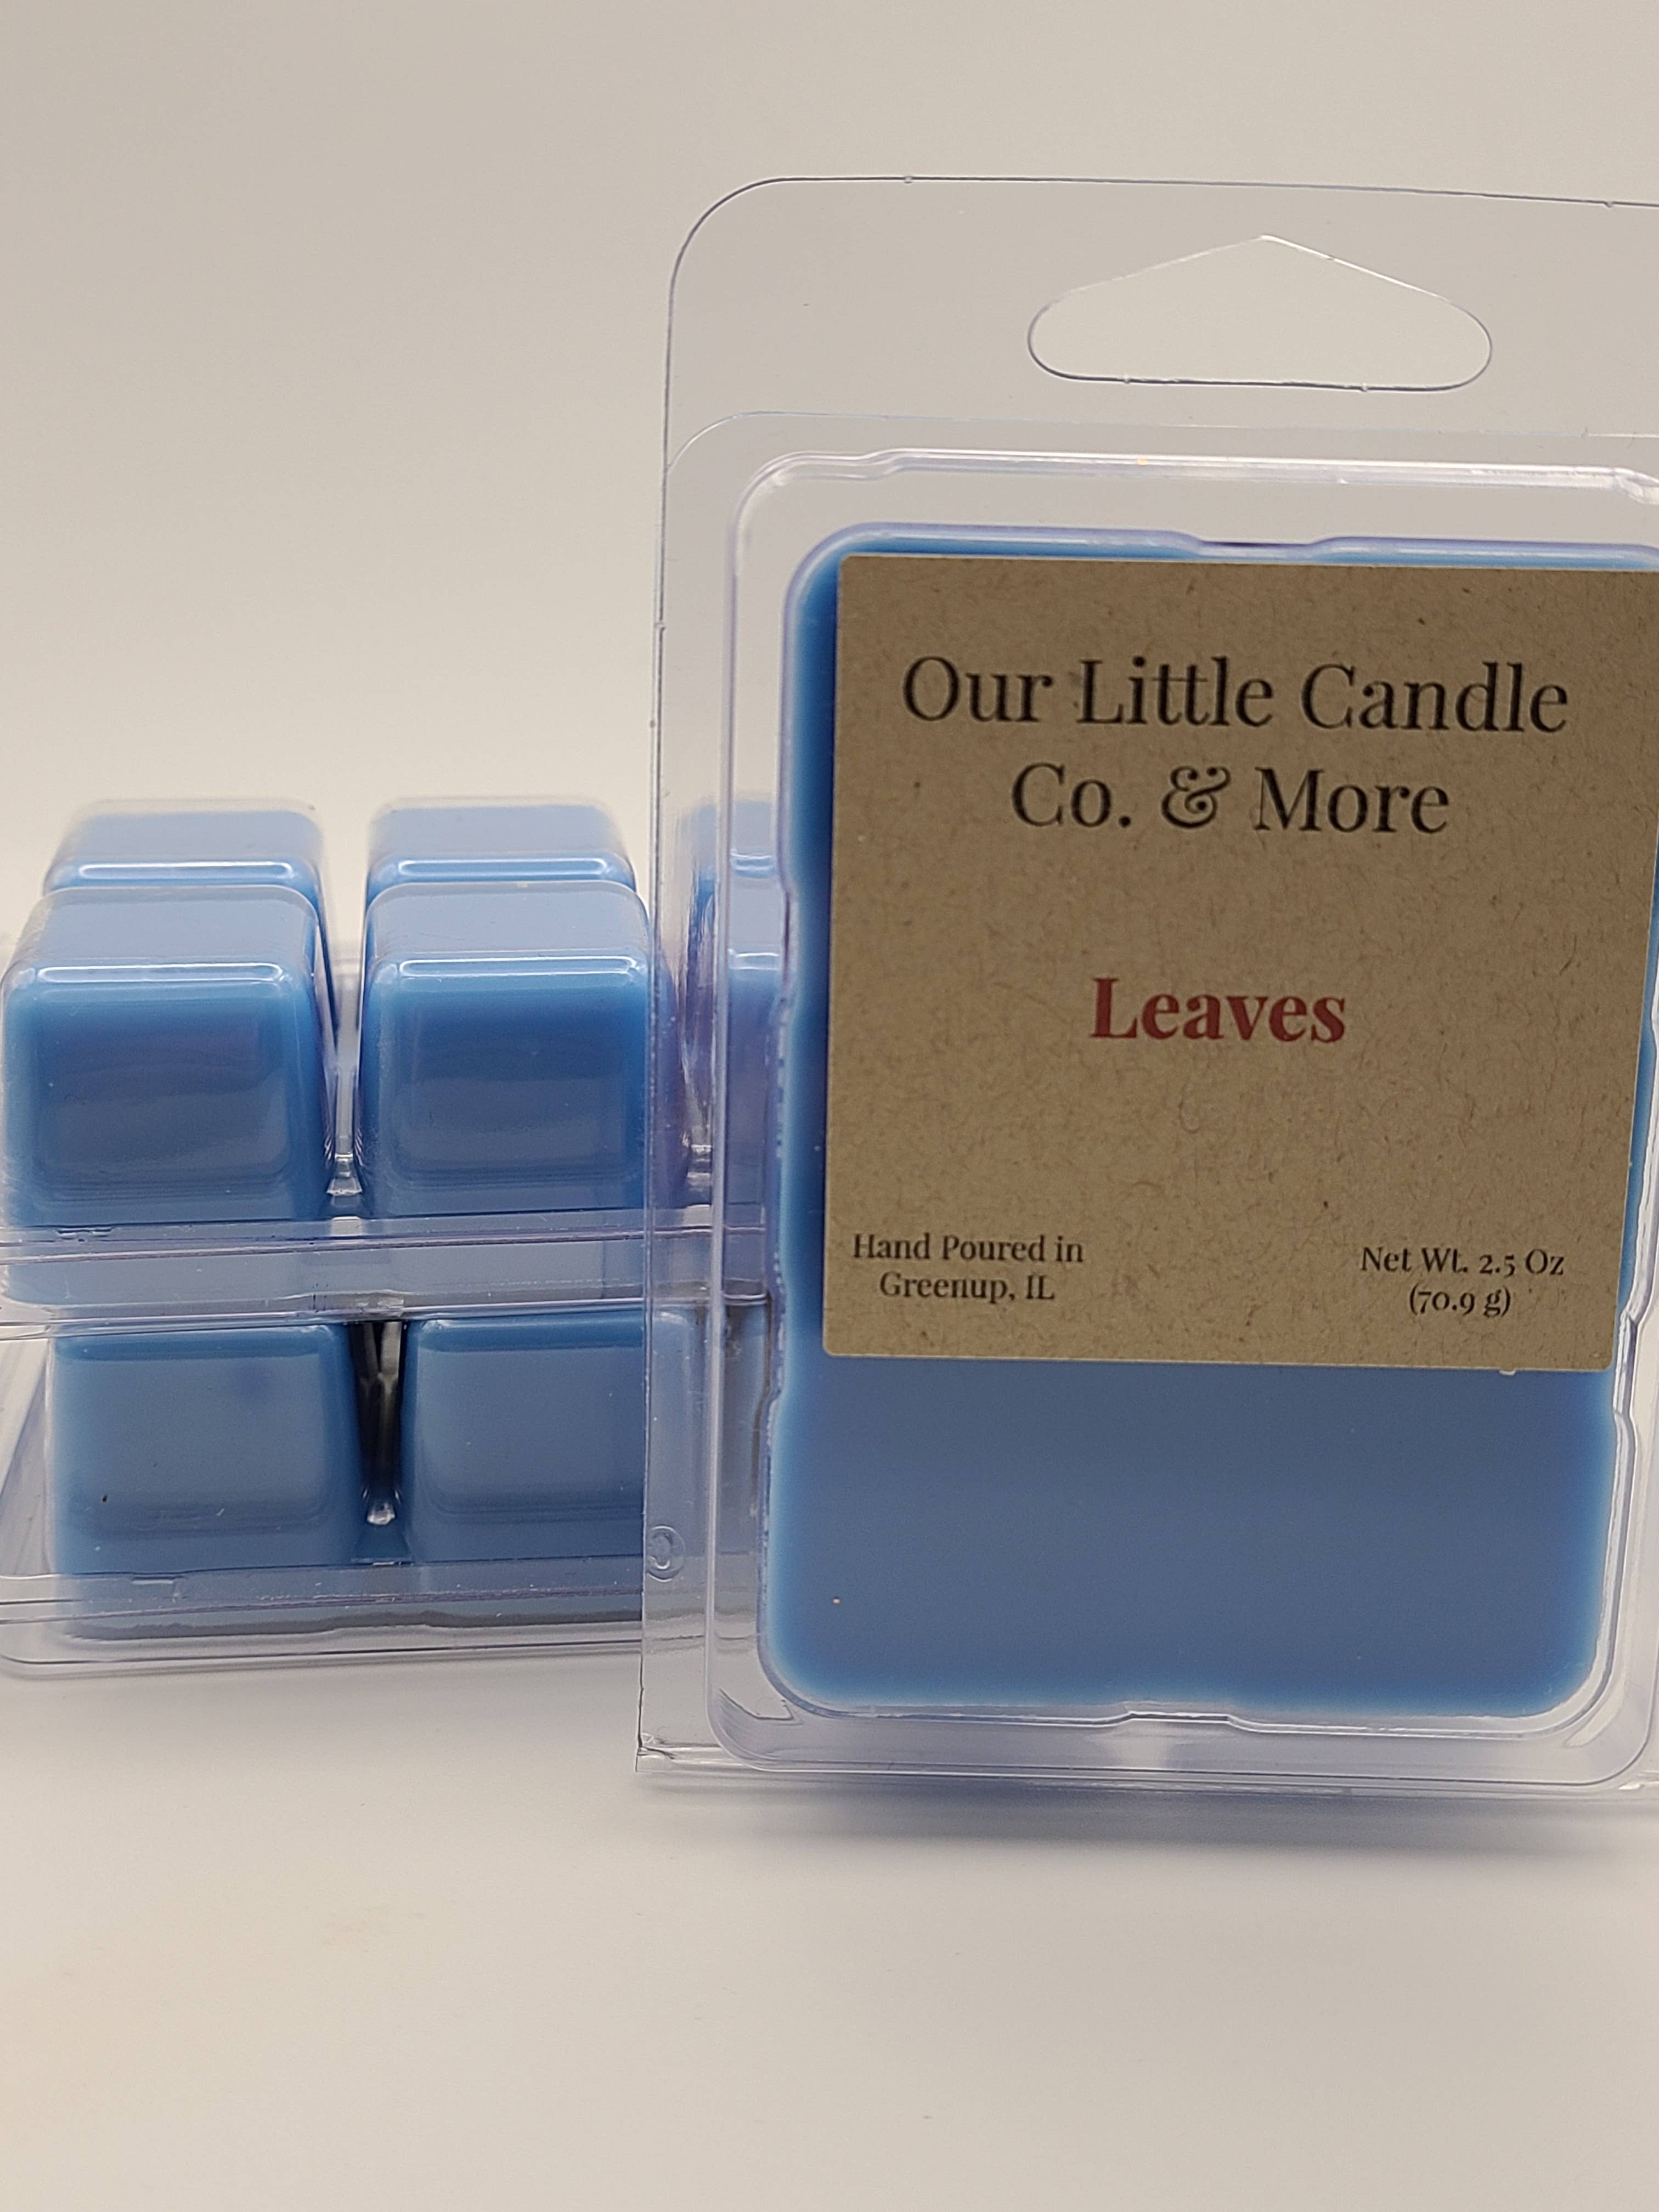 Our Little Candle
Co. & More
Leaves
Hand Poured in
Greenup, IL
Net Wt. 2.5 Oz
(70.9 g)